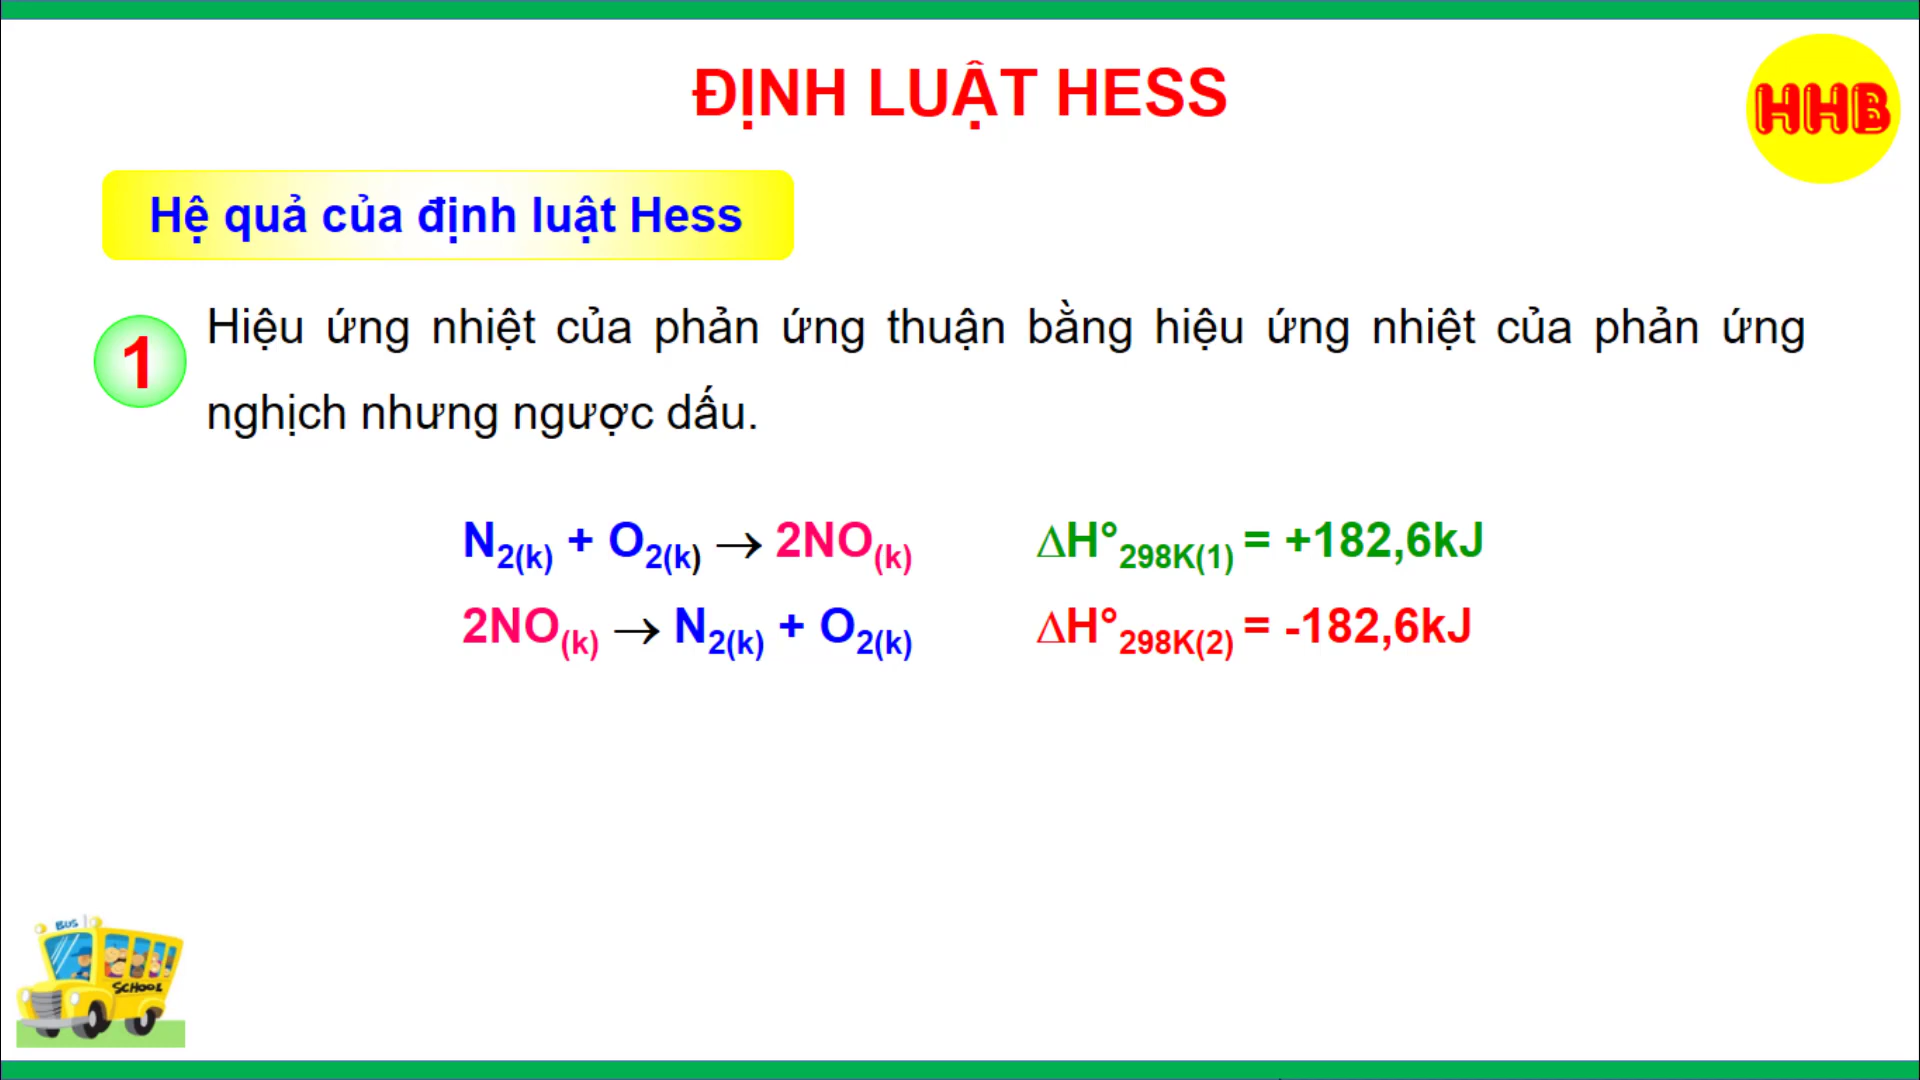 ĐỊNH LUẬT HESS
HHB
Hệ quả của định luật Hess
1
Hiệu ứng nhiệt của phản ứng thuận bằng hiệu ứng nhiệt của phản ứng
nghịch nhưng ngược dấu.
N2(k) + O2(k) → 2NO(k) ∆H°298K(1) = +182,6kJ
2NO(k) → N2(k) + O2(k) ∆H°298K(2) = -182,6kJ
BUS
SCHOOL